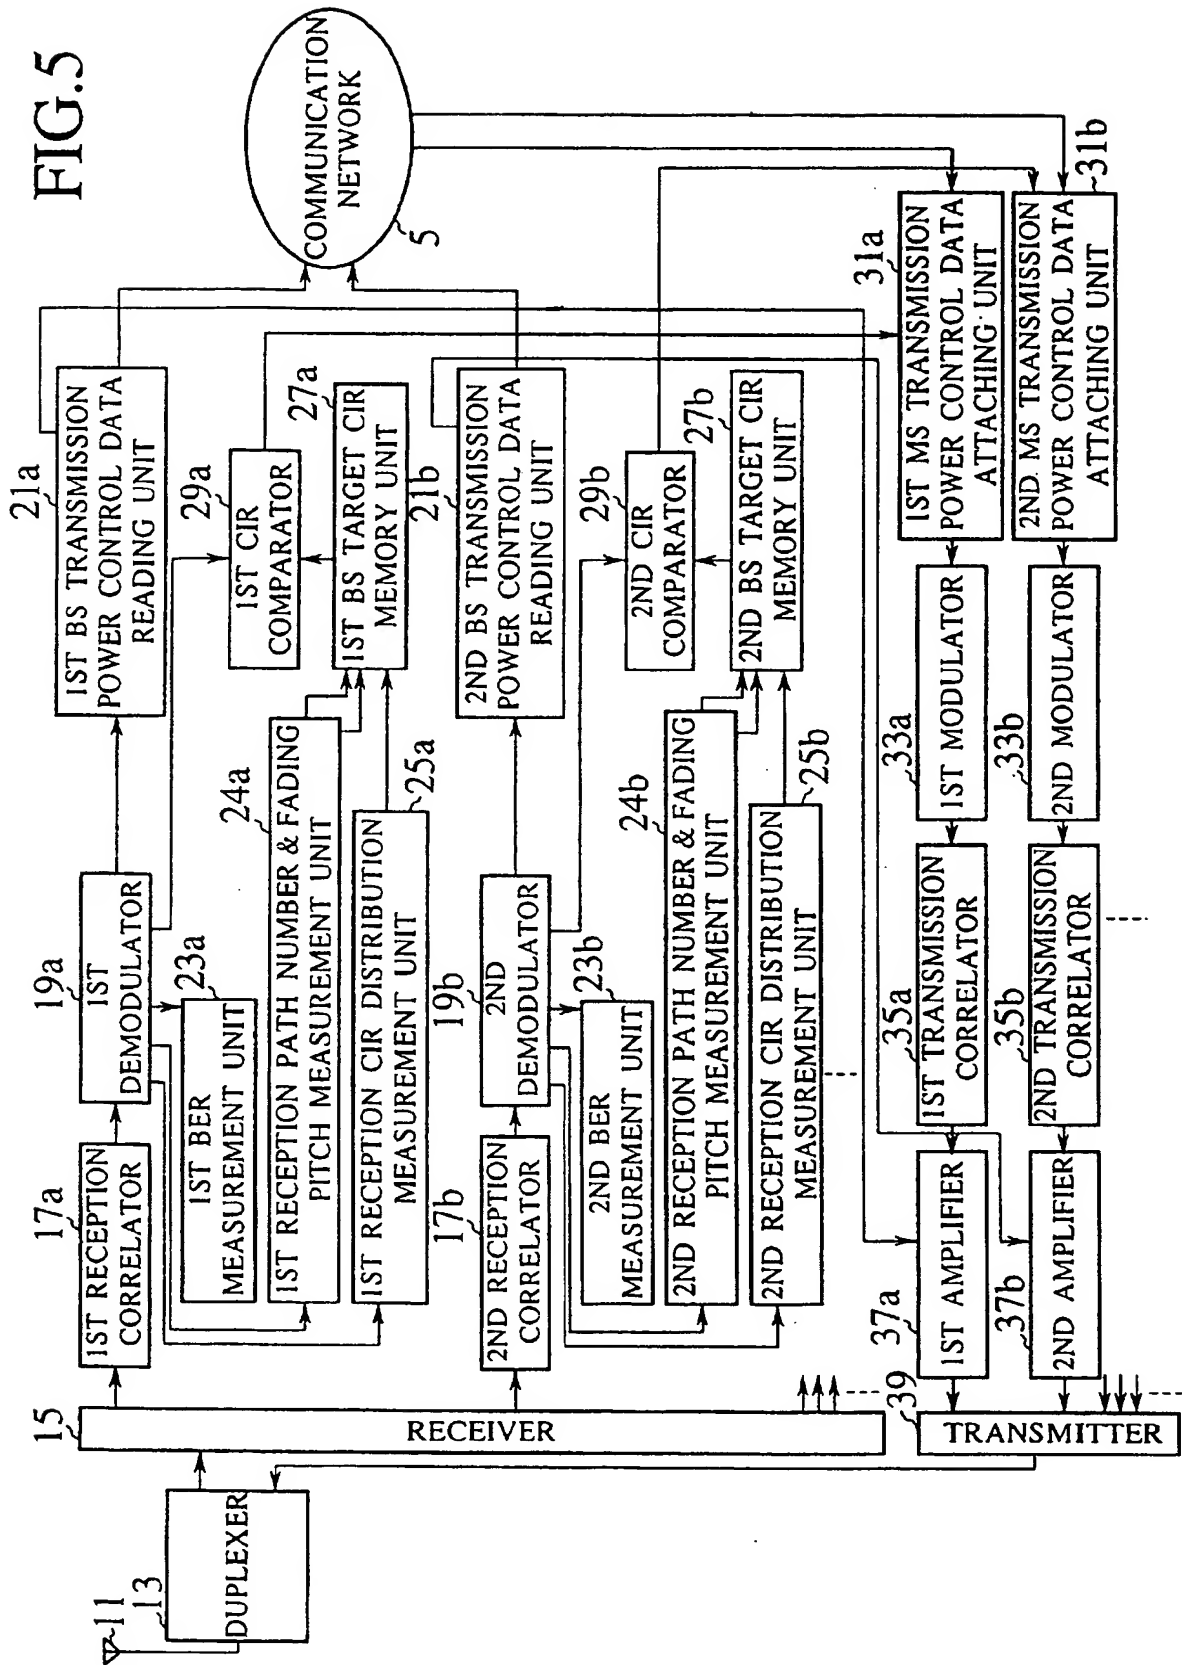 FIG.5
11
13
DUPLEXER
15
RECEIVER
17a
1ST RECEPTION
CORRELATOR
19a
1ST
DEMODULATOR
21a
1ST BS TRANSMISSION
POWER CONTROL DATA
READING UNIT
COMMUNICATION
NETWORK
5
23a
1ST BER
MEASUREMENT UNIT
24a
1ST RECEPTION PATH NUMBER & FADING
PITCH MEASUREMENT UNIT
25a
1ST RECEPTION CIR DISTRIBUTION
MEASUREMENT UNIT
29a
1ST CIR
COMPARATOR
27a
1ST BS TARGET CIR
MEMORY UNIT
17b
2ND RECEPTION
CORRELATOR
19b
2ND
DEMODULATOR
21b
2ND BS TRANSMISSION
POWER CONTROL DATA
READING UNIT
23b
2ND BER
MEASUREMENT UNIT
24b
2ND RECEPTION PATH NUMBER & FADING
PITCH MEASUREMENT UNIT
25b
2ND RECEPTION CIR DISTRIBUTION
MEASUREMENT UNIT
29b
2ND CIR
COMPARATOR
27b
2ND BS TARGET CIR
MEMORY UNIT
39
TRANSMITTER
37a
1ST AMPLIFIER
35a
1ST TRANSMISSION
CORRELATOR
33a
1ST MODULATOR
31a
1ST MS TRANSMISSION
POWER CONTROL DATA
ATTACHING UNIT
37b
2ND AMPLIFIER
35b
2ND TRANSMISSION
CORRELATOR
33b
2ND MODULATOR
31b
2ND MS TRANSMISSION
POWER CONTROL DATA
ATTACHING UNIT